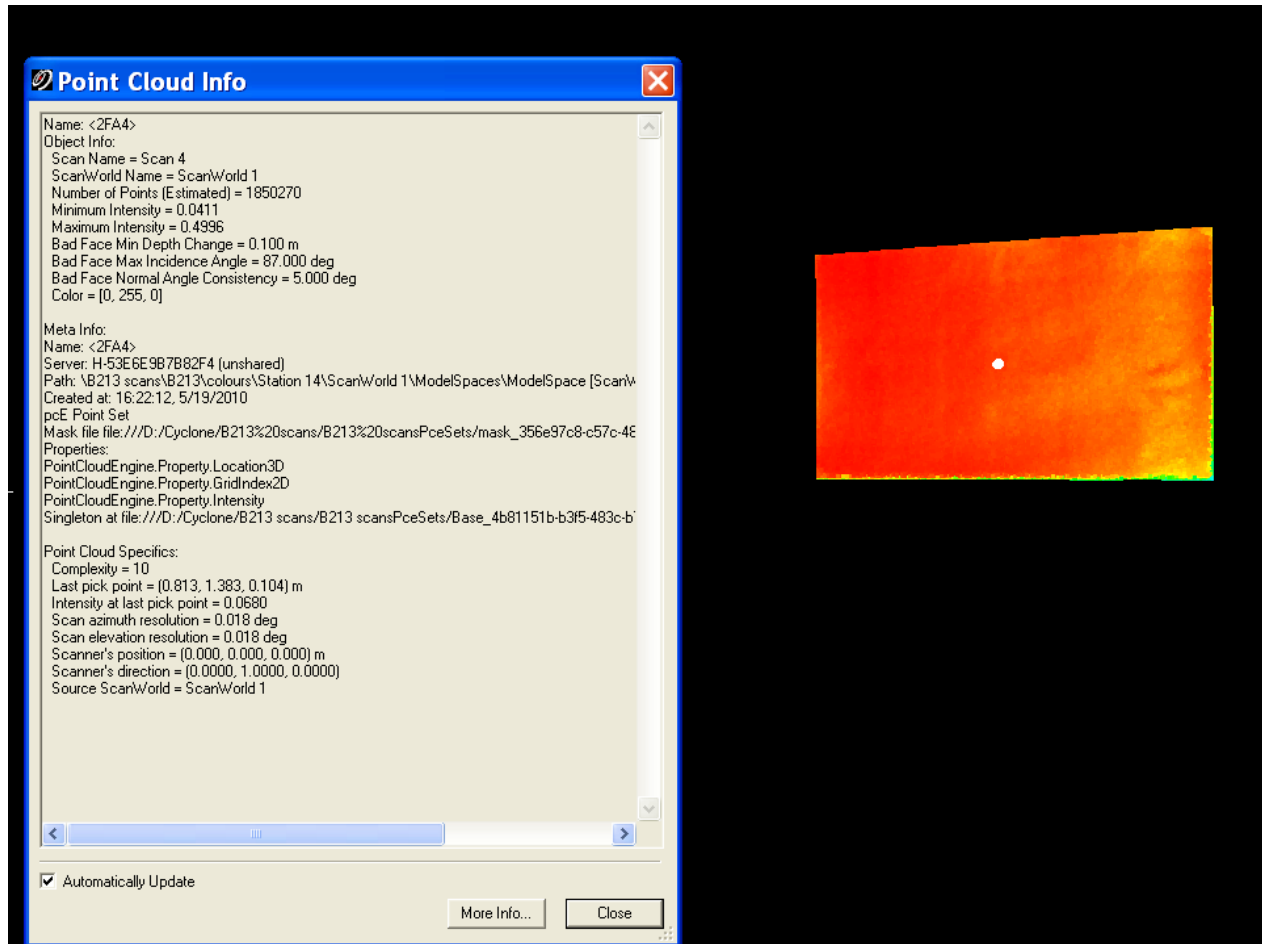 Point Cloud Info
Name: <2FA4>
Object Info:
Scan Name = Scan 4
ScanWorld Name = ScanWorld 1
Number of Points (Estimated) = 1850270
Minimum Intensity = 0.0411
Maximum Intensity = 0.4996
Bad Face Min Depth Change = 0.100 m
Bad Face Max Incidence Angle = 87.000 deg
Bad Face Normal Angle Consistency = 5.000 deg
Color = [0, 255, 0]
Meta Info:
Name: <2FA4>
Server: H-53E6E9B7B82F4 (unshared)
Path: \B213 scans\B213\colours\Station 14\ScanWorld 1\ModelSpaces\ModelSpace [ScanW
Created at: 16:22:12, 5/19/2010
pcE Point Set
Mask file file:///D:/Cyclone/B213%20scans/B213%20scansPceSets/mask_356e97c8-c57c-48
Properties:
PointCloudEngine.Property.Location3D
PointCloudEngine.Property.GridIndex2D
PointCloudEngine.Property.Intensity
Singleton at file:///D:/Cyclone/B213 scans/B213 scansPceSets/Base_4b81151b-b3f5-483c-b
Point Cloud Specifics:
Complexity = 10
Last pick point = (0.813, 1.383, 0.104) m
Intensity at last pick point = 0.0680
Scan azimuth resolution = 0.018 deg
Scan elevation resolution = 0.018 deg
Scanner's position = (0.000, 0.000, 0.000) m
Scanner's direction = (0.0000, 1.0000, 0.0000)
Source ScanWorld = ScanWorld 1
Automatically Update
More Info... Close